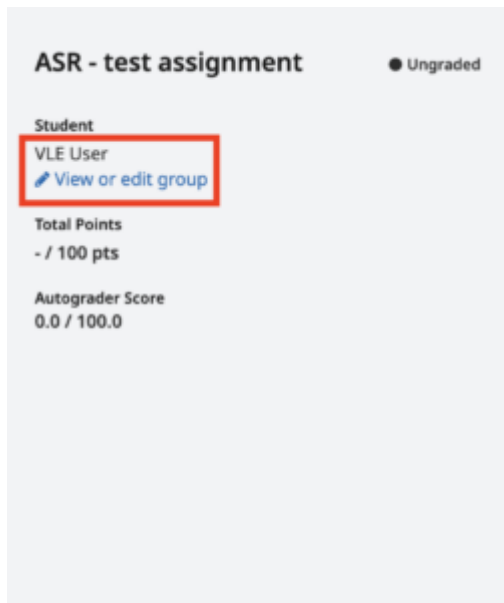 ASR - test assignment
Ungraded
Student
VLE User
View or edit group
Total Points
- / 100 pts
Autograder Score
0.0 / 100.0